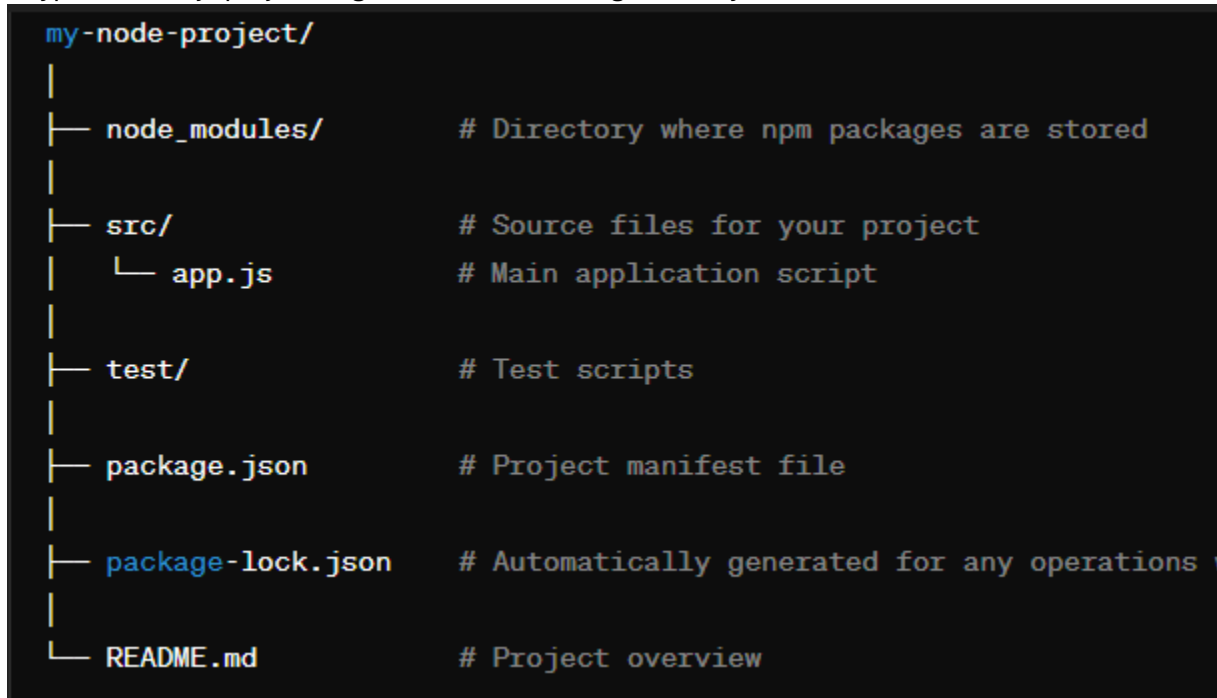 my-node-project/
│
├── node_modules/ # Directory where npm packages are stored
│
├── src/ # Source files for your project
│ └── app.js # Main application script
│
├── test/ # Test scripts
│
├── package.json # Project manifest file
│
├── package-lock.json # Automatically generated for any operations
│
└── README.md # Project overview